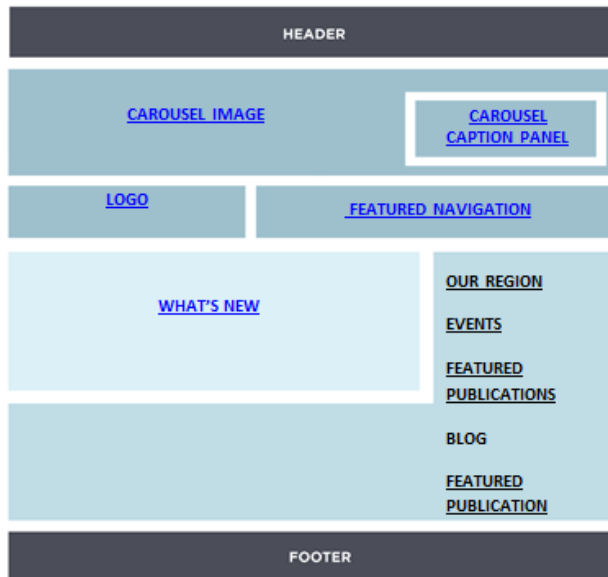 HEADER
CAROUSEL IMAGE
CAROUSEL
CAPTION PANEL
LOGO
FEATURED NAVIGATION
WHAT'S NEW
OUR REGION
EVENTS
FEATURED
PUBLICATIONS
BLOG
FEATURED
PUBLICATION
FOOTER